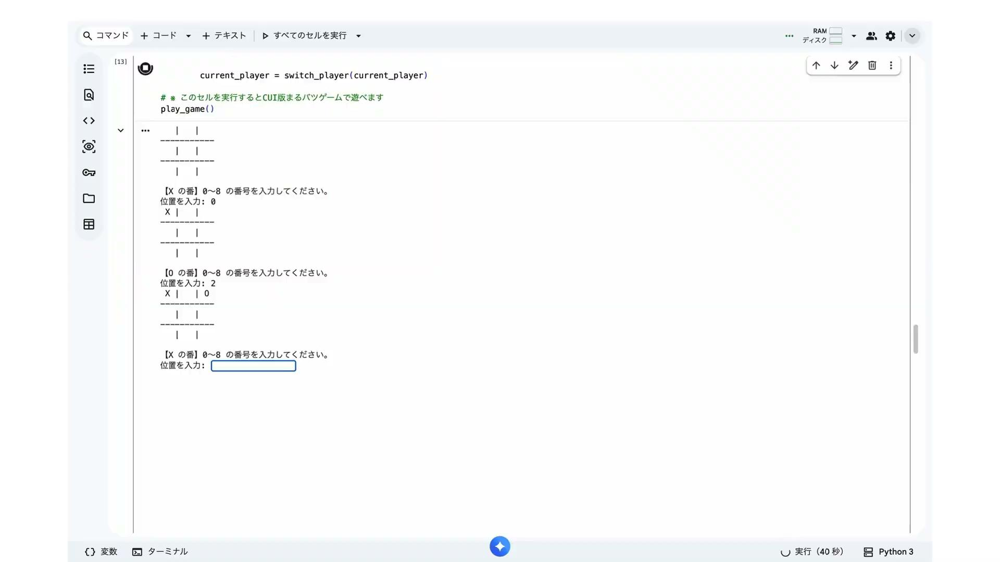 コマンド + コード + テキスト すべてのセルを実行
RAM
ディスク
[13]
current_player = switch_player(current_player)
# ※ このセルを実行するとCUI版まるバツゲームで遊べます
play_game()
| |
-----------
| |
-----------
| |
【X の番】0〜8 の番号を入力してください。
位置を入力: 0
X | |
-----------
| |
-----------
| |
【O の番】0〜8 の番号を入力してください。
位置を入力: 2
X | | O
-----------
| |
-----------
| |
【X の番】0〜8 の番号を入力してください。
位置を入力:
変数 ターミナル 実行（40 秒） Python 3